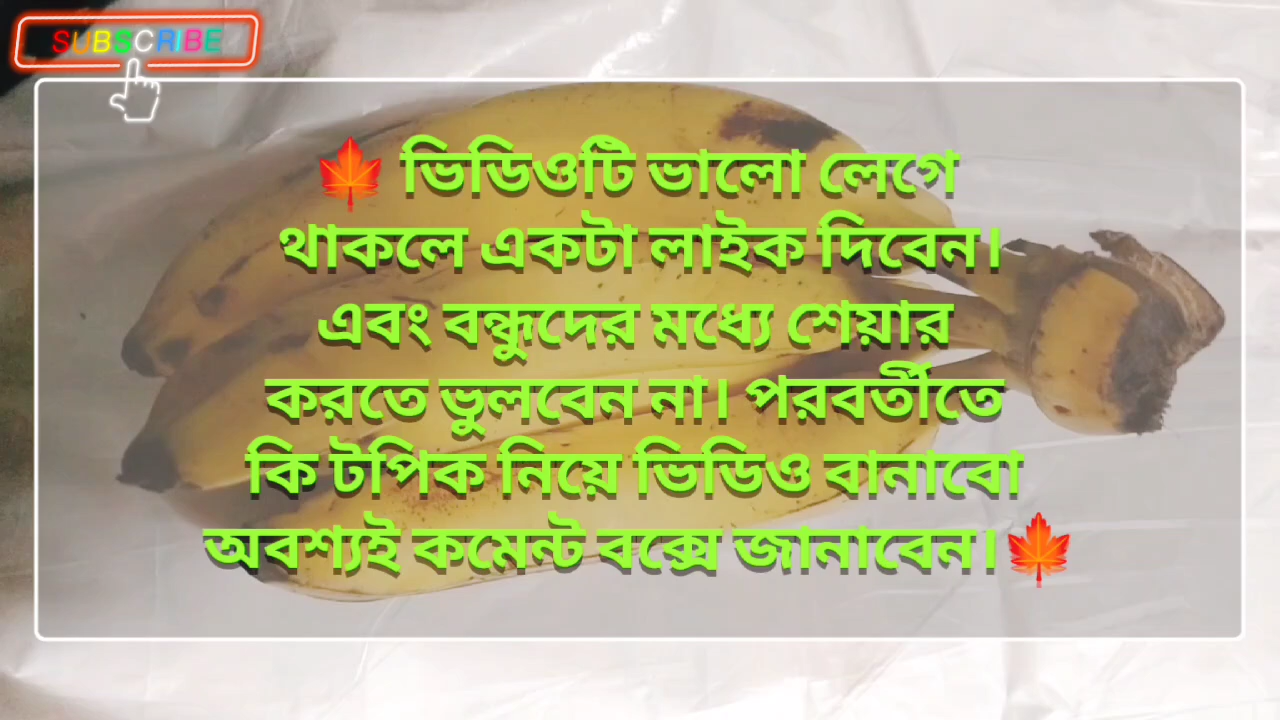 SUBSCRIBE
🍁 ভিডিওটি ভালো লেগে
থাকলে একটা লাইক দিবেন।
এবং বন্ধুদের মধ্যে শেয়ার
করতে ভুলবেন না। পরবর্তীতে
কি টপিক নিয়ে ভিডিও বানাবো
অবশ্যই কমেন্ট বক্সে জানাবেন।🍁